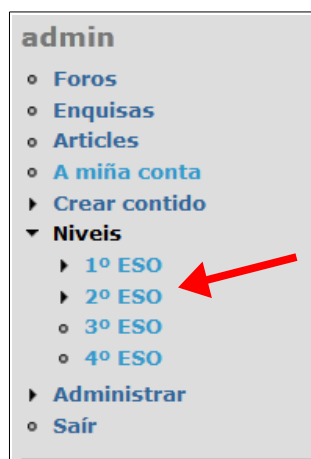 admin
Foros
Enquisas
Articles
A miña conta
Crear contido
Niveis
1º ESO
2º ESO
3º ESO
4º ESO
Administrar
Saír